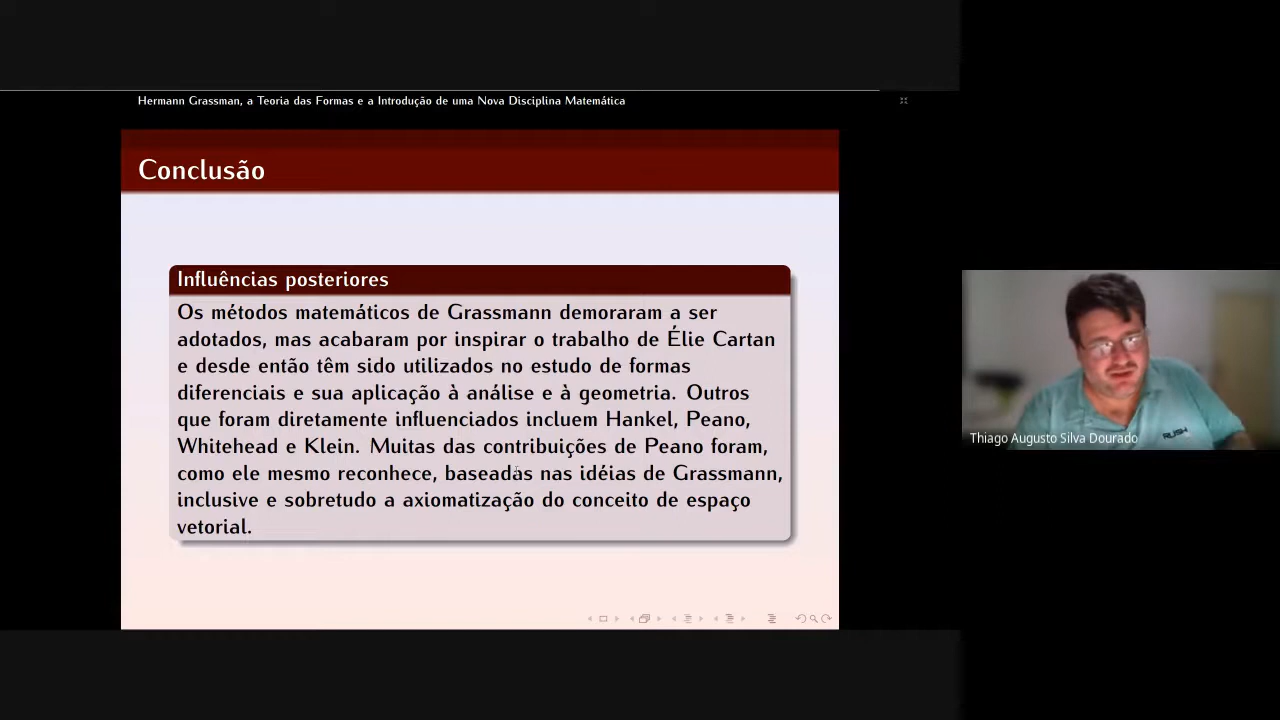 Hermann Grassman, a Teoria das Formas e a Introdução de uma Nova Disciplina Matemática
Conclusão
Influências posteriores
Os métodos matemáticos de Grassmann demoraram a ser
adotados, mas acabaram por inspirar o trabalho de Élie Cartan
e desde então têm sido utilizados no estudo de formas
diferenciais e sua aplicação à análise e à geometria. Outros
que foram diretamente influenciados incluem Hankel, Peano,
Whitehead e Klein. Muitas das contribuições de Peano foram,
como ele mesmo reconhece, baseadas nas idéias de Grassmann,
inclusive e sobretudo a axiomatização do conceito de espaço
vetorial.
RUSH
Thiago Augusto Silva Dourado